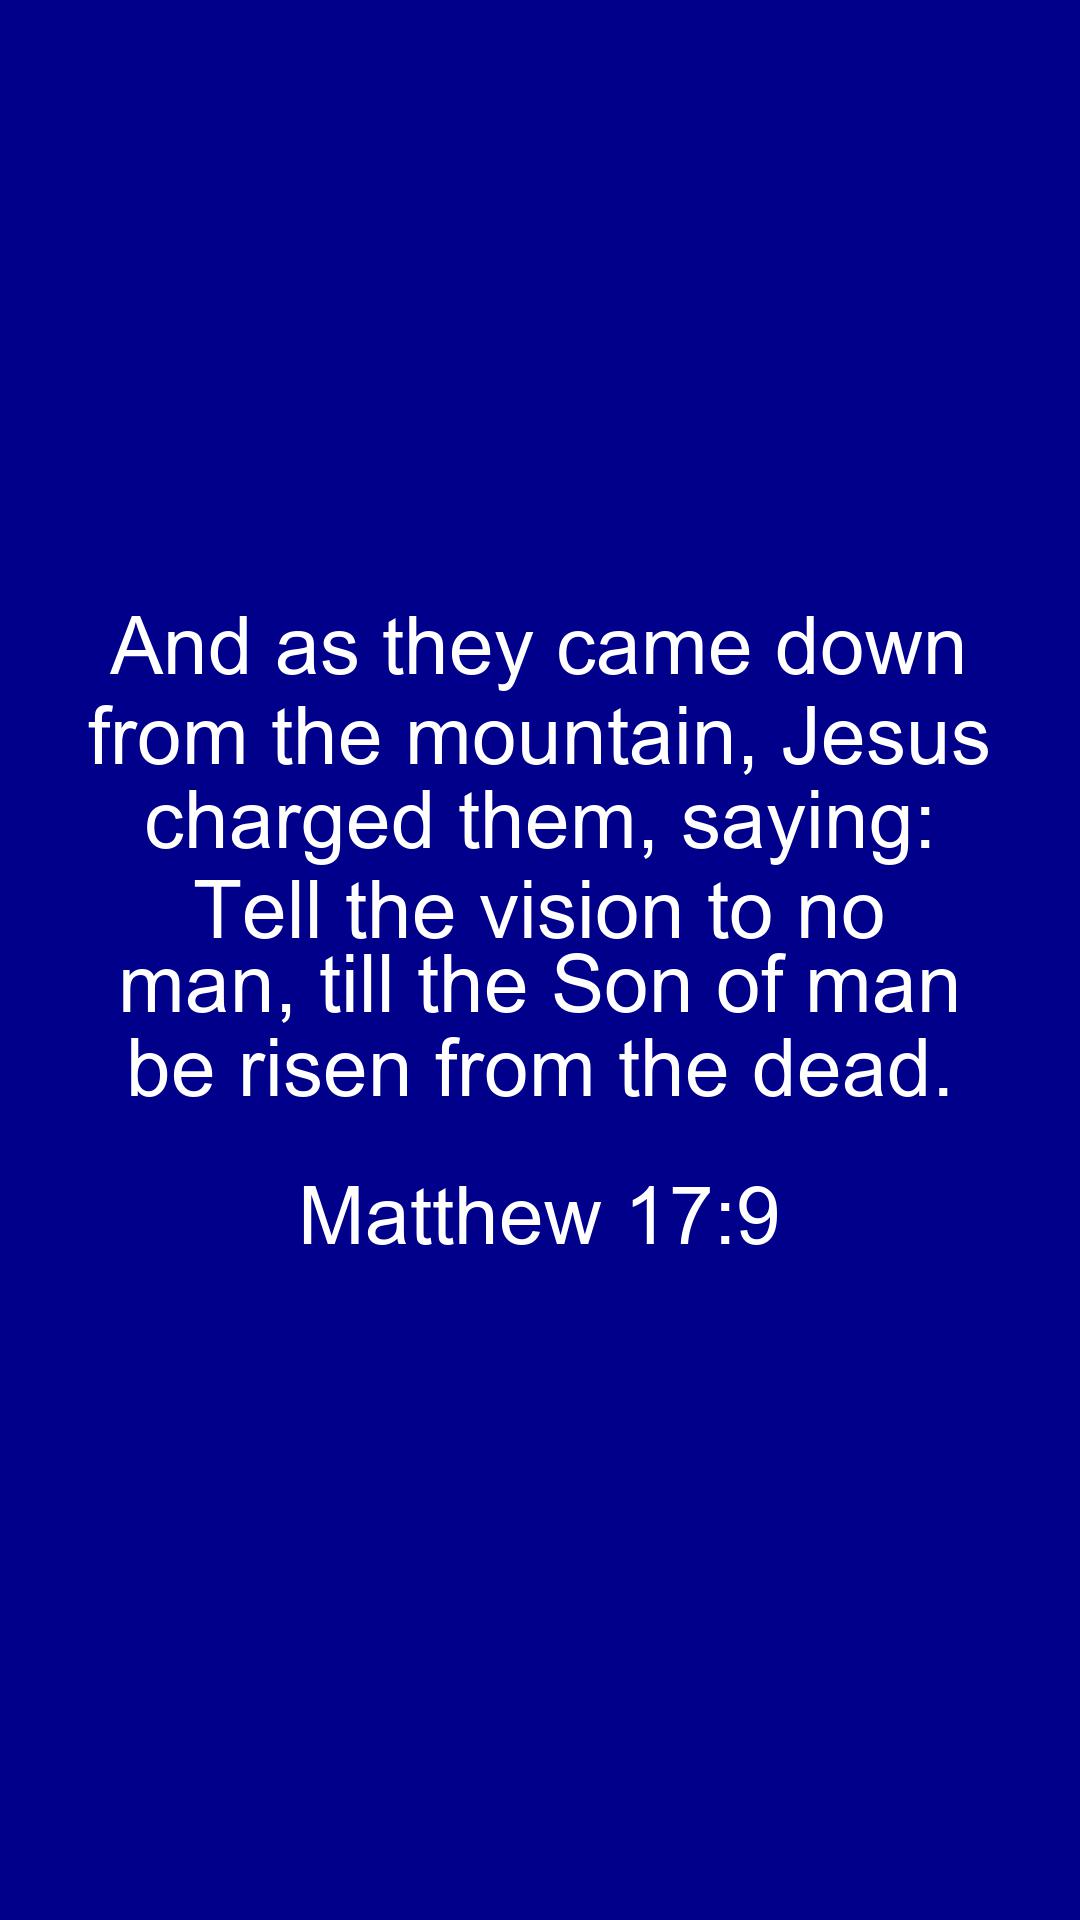 And as they came down
from the mountain, Jesus
charged them, saying:
Tell the vision to no
man, till the Son of man
be risen from the dead.
Matthew 17:9